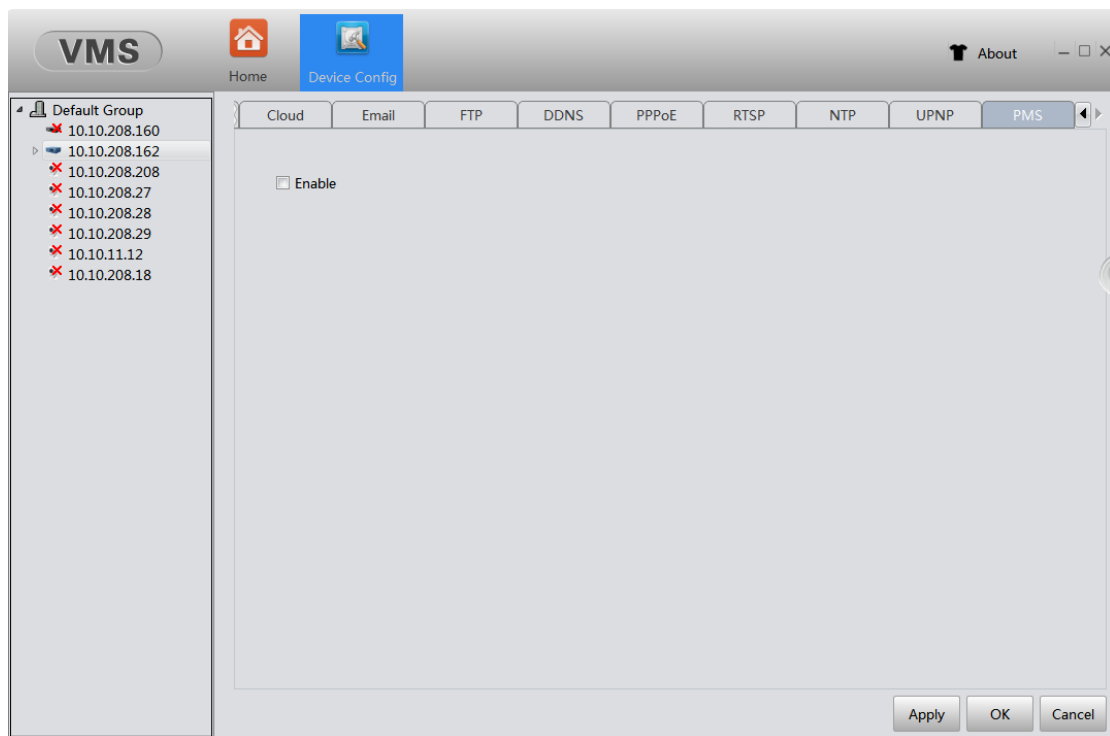 VMS
Home
Device Config
About
Default Group
10.10.208.160
10.10.208.162
10.10.208.208
10.10.208.27
10.10.208.28
10.10.208.29
10.10.11.12
10.10.208.18
Cloud Email FTP DDNS PPPoE RTSP NTP UPNP PMS
Enable
Apply OK Cancel